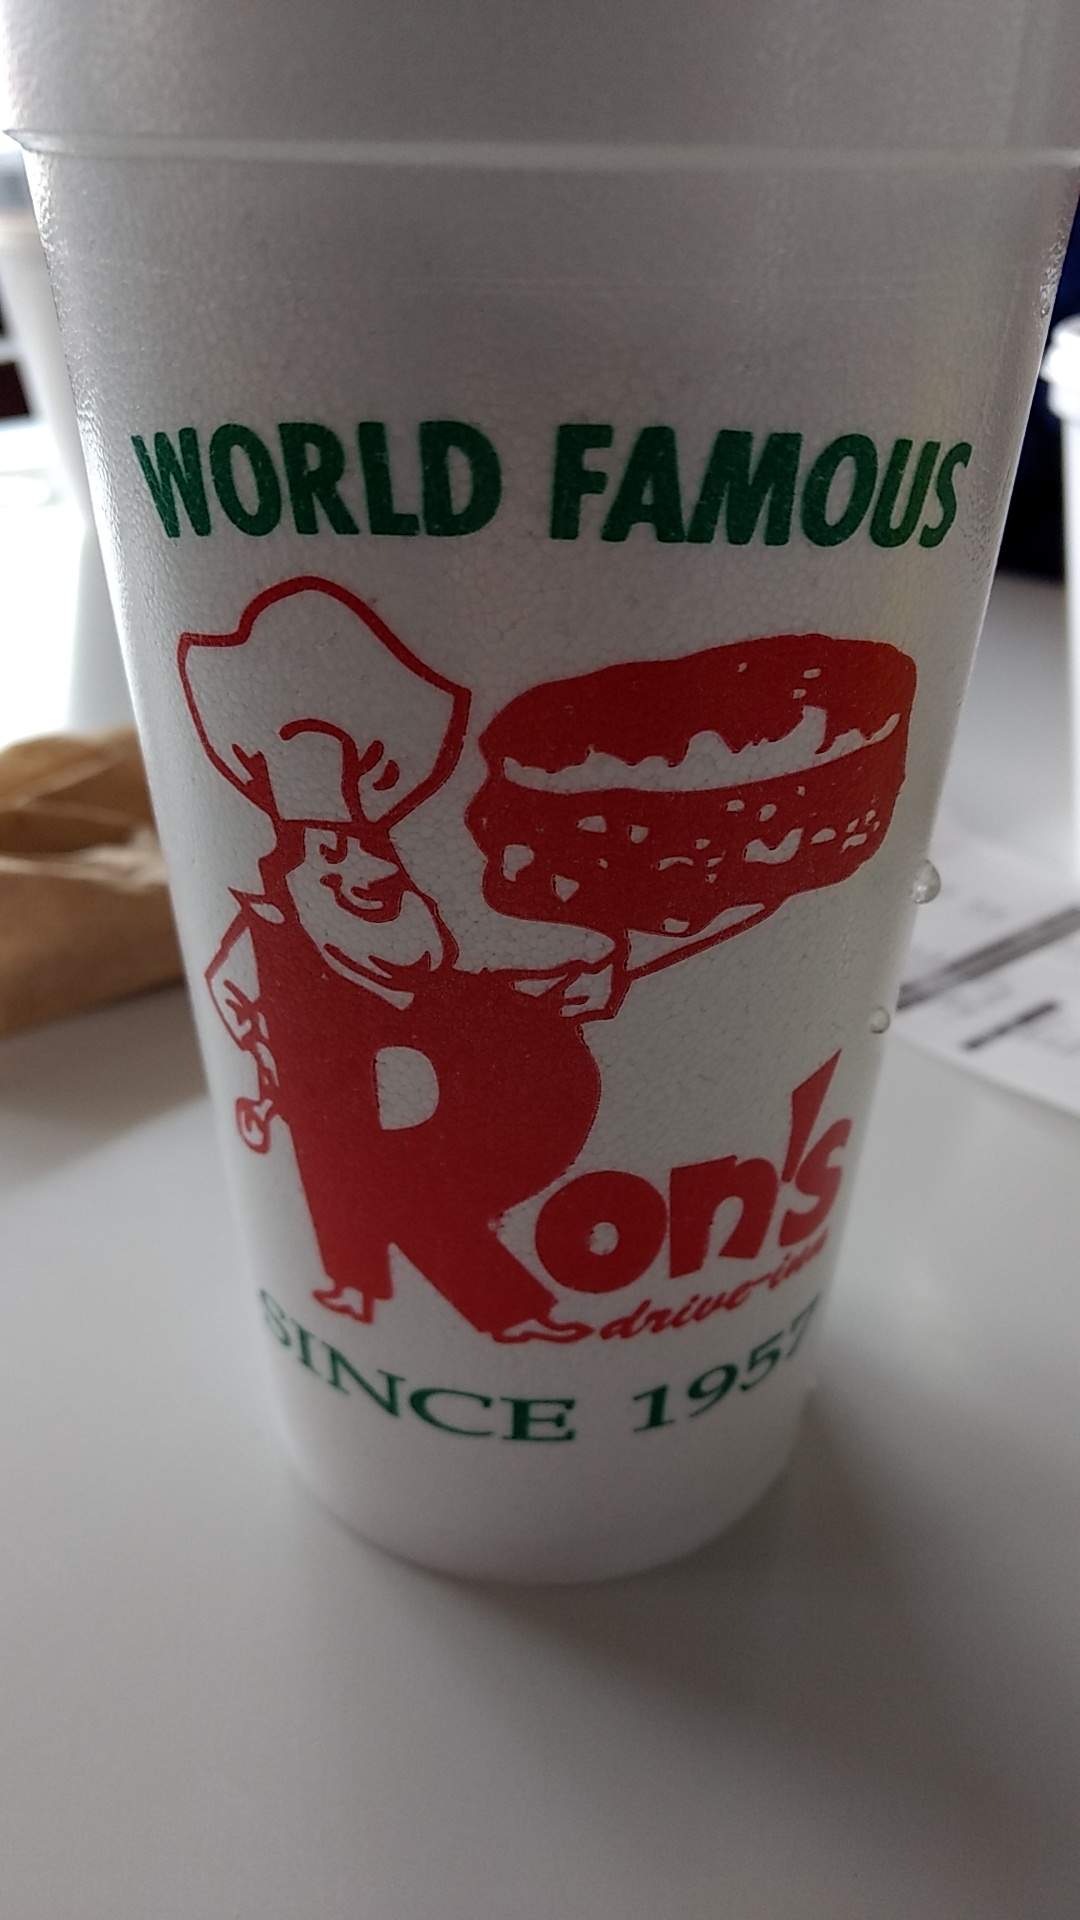 WORLD FAMOUS
Ron's
drive-inn
SINCE 1957